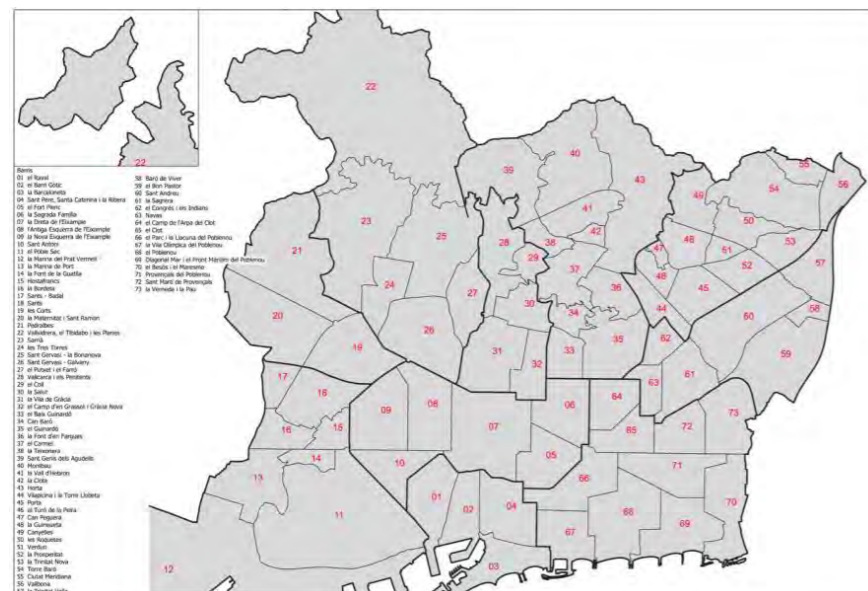 22
Barris
01 el Raval
02 el Barri Gòtic
03 la Barceloneta
04 Sant Pere, Santa Caterina i la Ribera
05 el Fort Pienc
06 la Sagrada Família
07 la Dreta de l'Eixample
08 l'Antiga Esquerra de l'Eixample
09 la Nova Esquerra de l'Eixample
10 Sant Antoni
11 el Poble Sec
12 la Marina del Prat Vermell
13 la Marina de Port
14 la Font de la Guatlla
15 Hostafrancs
16 la Bordeta
17 Sants - Badal
18 Sants
19 les Corts
20 la Maternitat i Sant Ramon
21 Pedralbes
22 Vallvidrera, el Tibidabo i les Planes
23 Sarrià
24 les Tres Torres
25 Sant Gervasi - la Bonanova
26 Sant Gervasi - Galvany
27 el Putxet i el Farró
28 Vallcarca i els Penitents
29 el Coll
30 la Salut
31 la Vila de Gràcia
32 el Camp d'en Grassot i Gràcia Nova
33 el Baix Guinardó
34 Can Baró
35 el Guinardó
36 la Font d'en Fargues
37 el Carmel
38 la Teixonera
39 Sant Genís dels Agudells
40 Montbau
41 la Vall d'Hebron
42 la Clota
43 Horta
44 Vilapicina i la Torre Llobeta
45 Porta
46 el Turó de la Peira
47 Can Peguera
48 la Guineueta
49 Canyelles
50 les Roquetes
51 Verdun
52 la Prosperitat
53 la Trinitat Nova
54 Torre Baró
55 Ciutat Meridiana
56 Vallbona
57 la Trinitat Vella
58 Baró de Viver
59 el Bon Pastor
60 Sant Andreu
61 la Sagrera
62 el Congrés i els Indians
63 Navas
64 el Camp de l'Arpa del Clot
65 el Clot
66 el Parc i la Llacuna del Poblenou
67 la Vila Olímpica del Poblenou
68 el Poblenou
69 Diagonal Mar i el Front Marítim del Poblenou
70 el Besòs i el Maresme
71 Provençals del Poblenou
72 Sant Martí de Provençals
73 la Verneda i la Pau
22
40
39
43
55
54
56
49
41
23
25
50
42
21
28
38
46
53
47
51
29
52
57
37
48
24
27
36
45
30
44
58
34
60
20
26
62
35
31
33
59
19
32
61
17
63
18
64
09
08
06
73
07
65
72
16
15
05
14
10
71
13
66
01
70
02
04
11
68
69
67
12
03